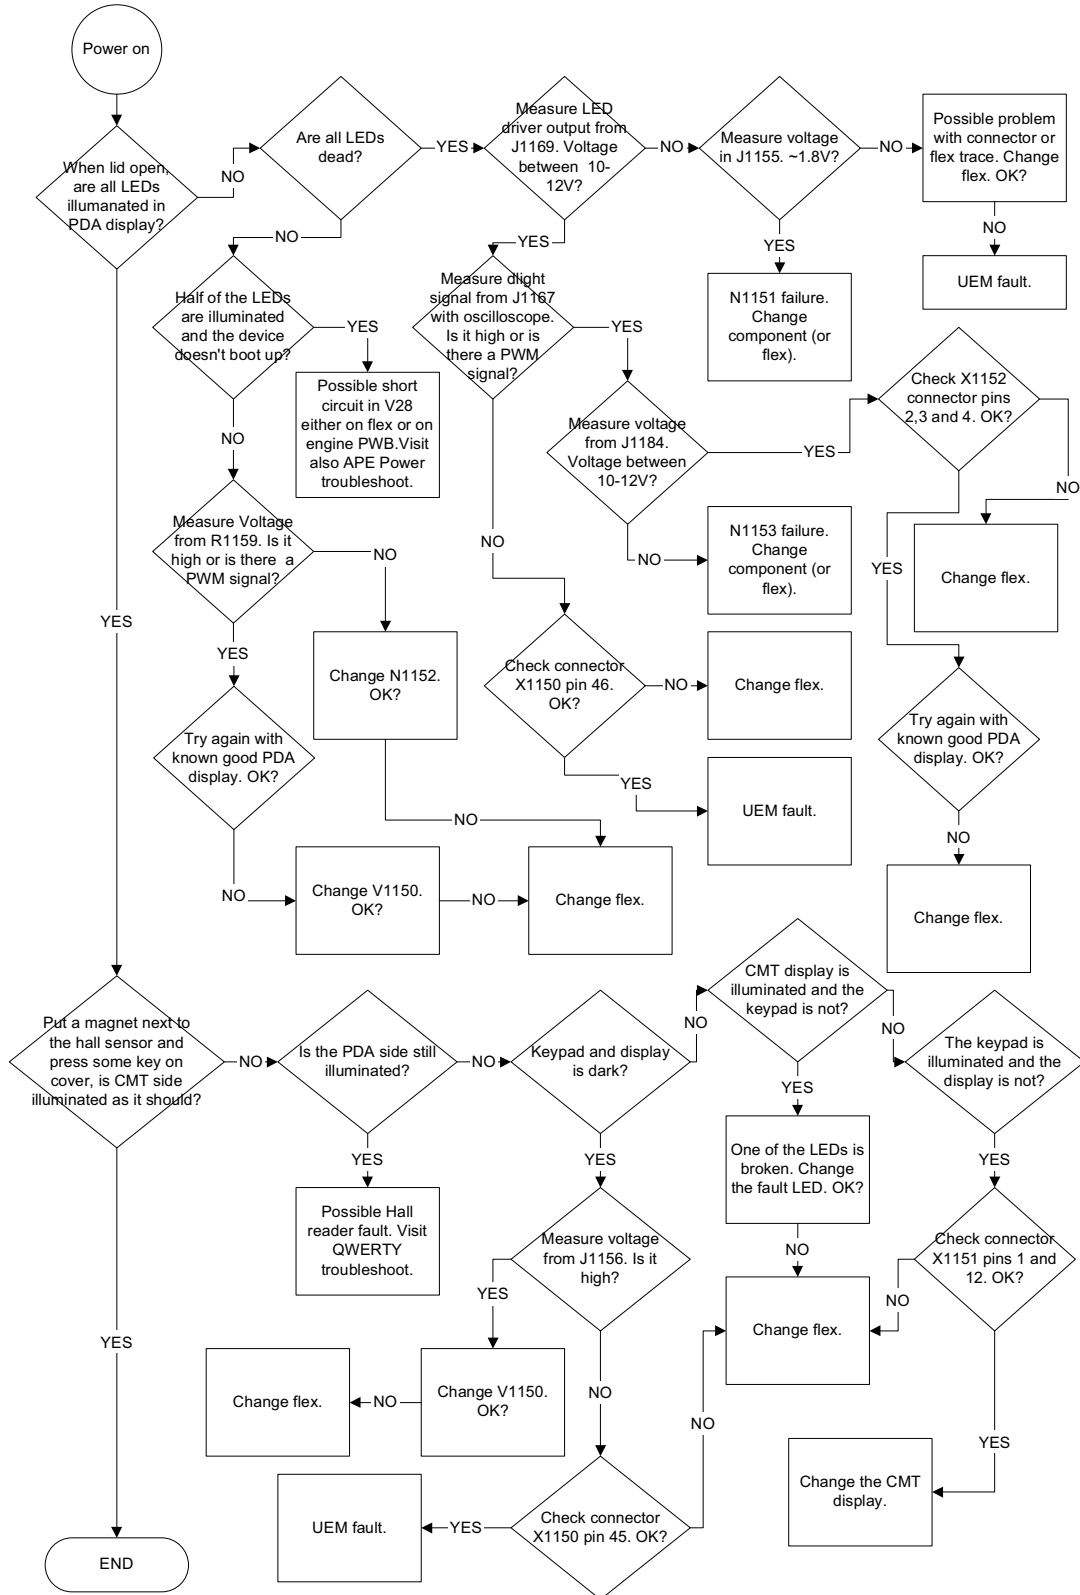 Power on
When lid open,
are all LEDs
illumanated in
PDA display?
NO
Are all LEDs
dead?
YES
Measure LED
driver output from
J1169. Voltage
between 10-
12V?
NO
Measure voltage
in J1155. ~1.8V?
NO
Possible problem
with connector or
flex trace. Change
flex. OK?
NO
UEM fault.
YES
N1151 failure.
Change
component (or
flex).
NO
Half of the LEDs
are illuminated
and the device
doesn't boot up?
YES
Possible short
circuit in V28
either on flex or on
engine PWB.Visit
also APE Power
troubleshoot.
YES
Measure dlight
signal from J1167
with oscilloscope.
Is it high or is
there a PWM
signal?
YES
Measure voltage
from J1184.
Voltage between
10-12V?
YES
Check X1152
connector pins
2,3 and 4. OK?
NO
Change flex.
NO
N1153 failure.
Change
component (or
flex).
YES
Try again with
known good PDA
display. OK?
NO
Change flex.
NO
Measure Voltage
from R1159. Is it
high or is there a
PWM signal?
NO
Change N1152.
OK?
NO
YES
Try again with
known good PDA
display. OK?
NO
Change V1150.
OK?
NO
Change flex.
NO
Check connector
X1150 pin 46.
OK?
NO
Change flex.
YES
UEM fault.
YES
Put a magnet next to
the hall sensor and
press some key on
cover, is CMT side
illuminated as it should?
NO
Is the PDA side still
illuminated?
NO
Keypad and display
is dark?
NO
CMT display is
illuminated and the
keypad is not?
NO
The keypad is
illuminated and the
display is not?
YES
Possible Hall
reader fault. Visit
QWERTY
troubleshoot.
YES
Measure voltage
from J1156. Is it
high?
YES
One of the LEDs is
broken. Change
the fault LED. OK?
NO
Change flex.
YES
Check connector
X1151 pins 1 and
12. OK?
NO
YES
Change V1150.
OK?
NO
Change flex.
NO
Check connector
X1150 pin 45. OK?
NO
YES
UEM fault.
YES
Change the CMT
display.
YES
END